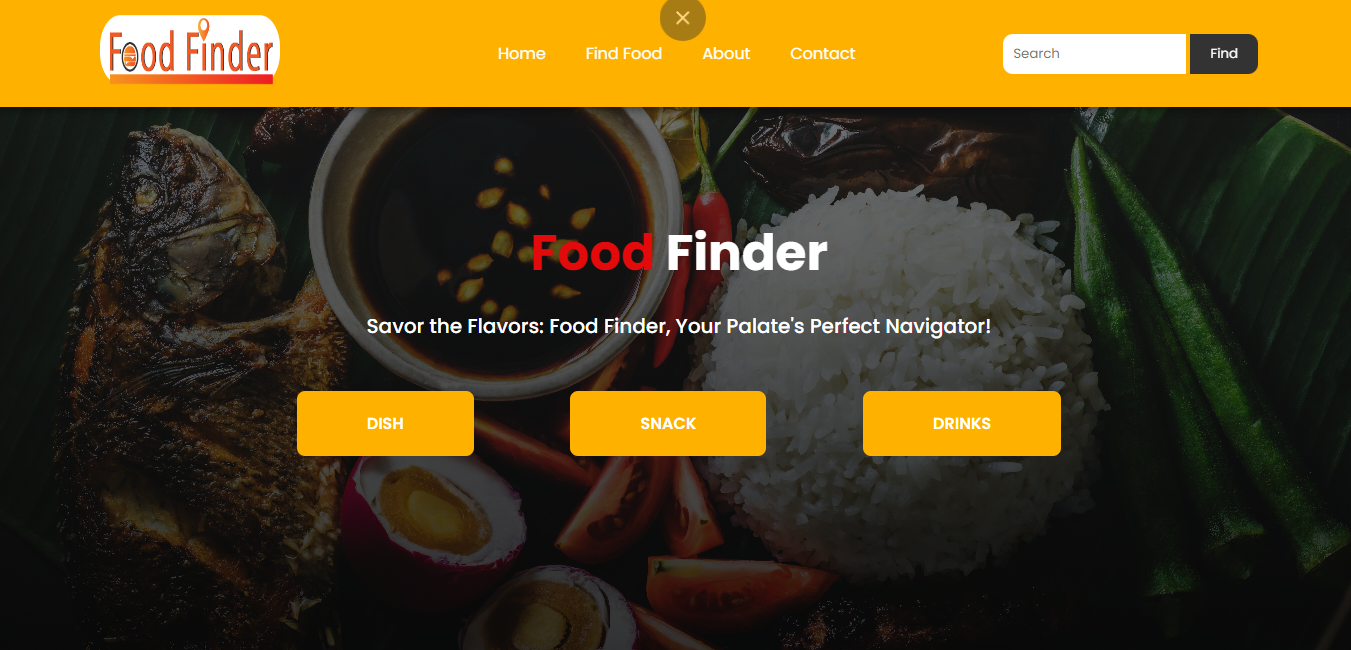 Food Finder
Home Find Food About Contact
Search Find
Food Finder
Savor the Flavors: Food Finder, Your Palate's Perfect Navigator!
DISH SNACK DRINKS